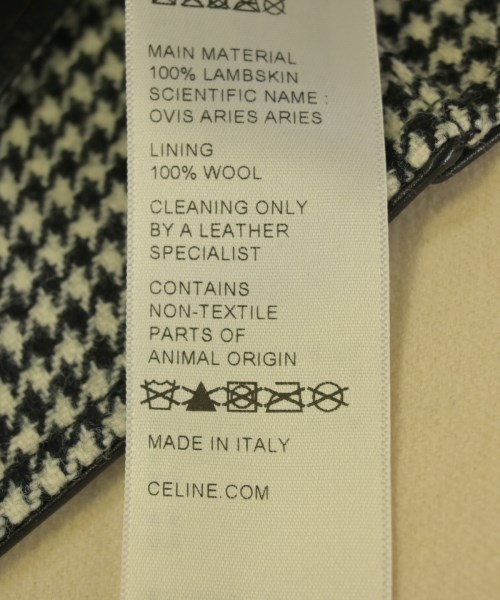 MAIN MATERIAL
100% LAMBSKIN
SCIENTIFIC NAME :
OVIS ARIES ARIES
LINING
100% WOOL
CLEANING ONLY
BY A LEATHER
SPECIALIST
CONTAINS
NON-TEXTILE
PARTS OF
ANIMAL ORIGIN
MADE IN ITALY
CELINE.COM